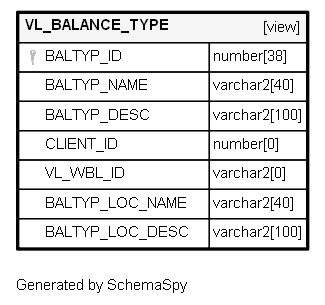 VL_BALANCE_TYPE [view]
BALTYP_ID number[38]
BALTYP_NAME varchar2[40]
BALTYP_DESC varchar2[100]
CLIENT_ID number[0]
VL_WBL_ID varchar2[0]
BALTYP_LOC_NAME varchar2[40]
BALTYP_LOC_DESC varchar2[100]
Generated by SchemaSpy